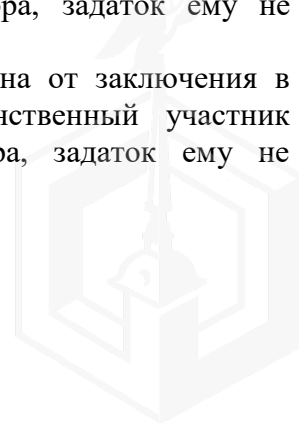 ра, задаток ему не
на от заключения в
нственный участник
ра, задаток ему не